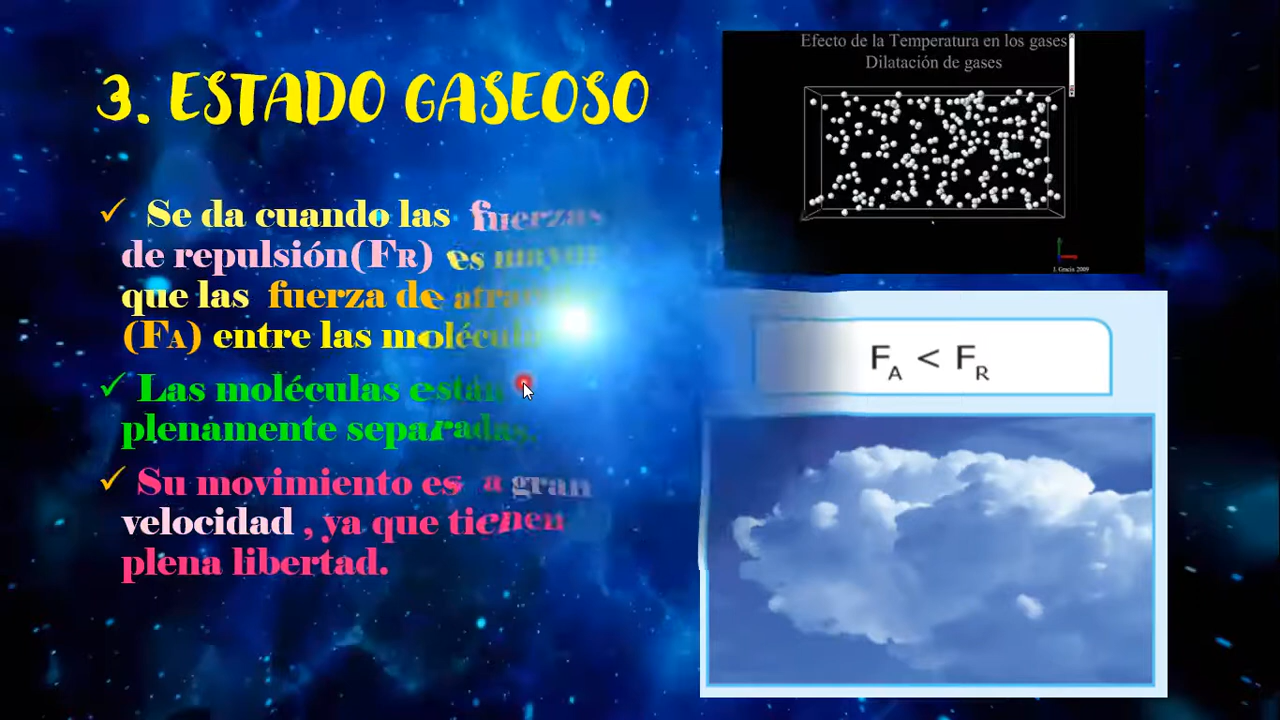 3. ESTADO GASEOSO
✓ Se da cuando las fuerzas
de repulsión(FR) es mayor
que las fuerza de
(FA) entre las moléculas
✓ Las moléculas están
plenamente separadas.
✓ Su movimiento es a gran
velocidad , ya que tienen
plena libertad.
Efecto de la Temperatura en los gases
Dilatación de gases
J. Gracia 2009
FA < FR